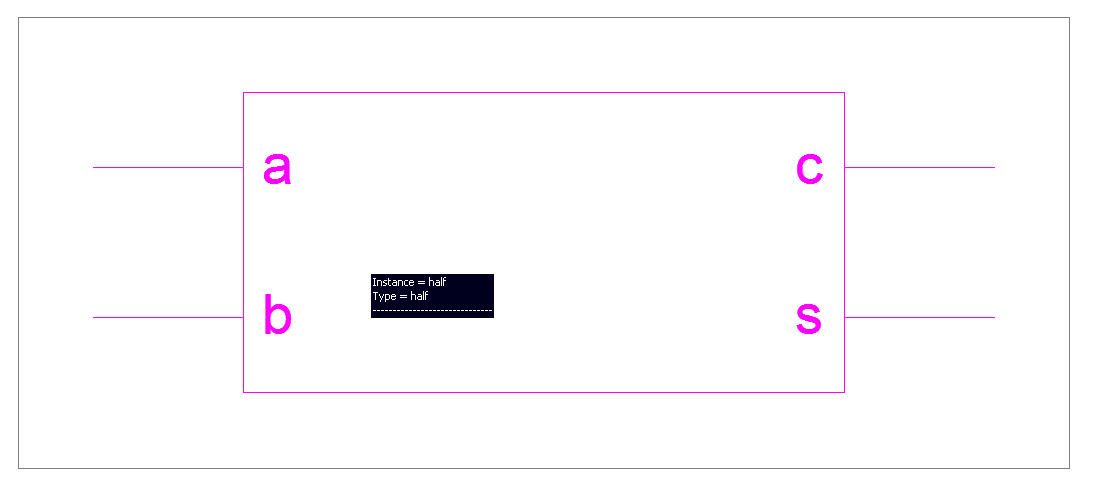 a
c
b
s
Instance = half
Type = half
------------------------------